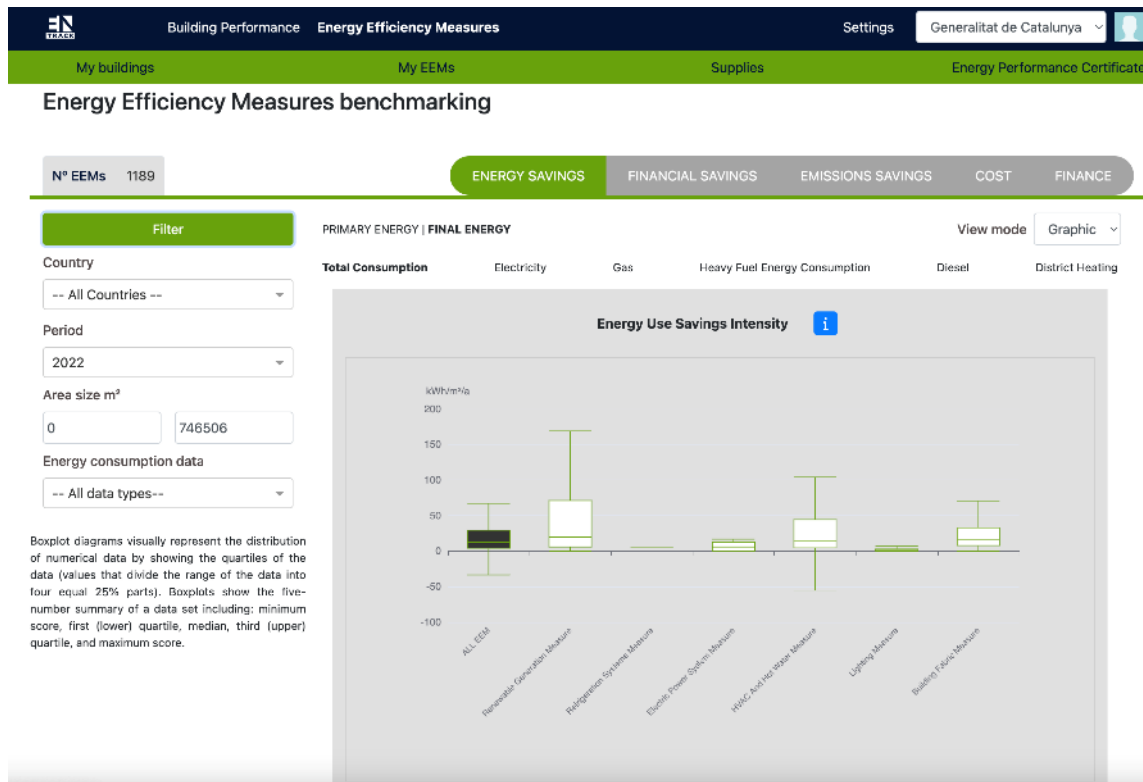 EN
TRACK
Building Performance Energy Efficiency Measures Settings Generalitat de Catalunya
My buildings My EEMs Supplies Energy Performance Certificate
Energy Efficiency Measures benchmarking
Nº EEMs 1189 ENERGY SAVINGS FINANCIAL SAVINGS EMISSIONS SAVINGS COST FINANCE
Filter PRIMARY ENERGY | FINAL ENERGY View mode Graphic
Country
Total Consumption Electricity Gas Heavy Fuel Energy Consumption Diesel District Heating
-- All Countries --
Energy Use Savings Intensity i
Period
2022
Area size m²
0 746506
Energy consumption data
-- All data types--
Boxplot diagrams visually represent the distribution
of numerical data by showing the quartiles of the
data (values that divide the range of the data into
four equal 25% parts). Boxplots show the five-
number summary of a data set including: minimum
score, first (lower) quartile, median, third (upper)
quartile, and maximum score.
kWh/m²/a
200
150
100
50
0
-50
-100
ALL EEM
Renewable Generation Measure
Refrigeration Systems Measure
Electric Power System Measure
HVAC And Hot Water Measure
Lighting Measure
Building Fabric Measure